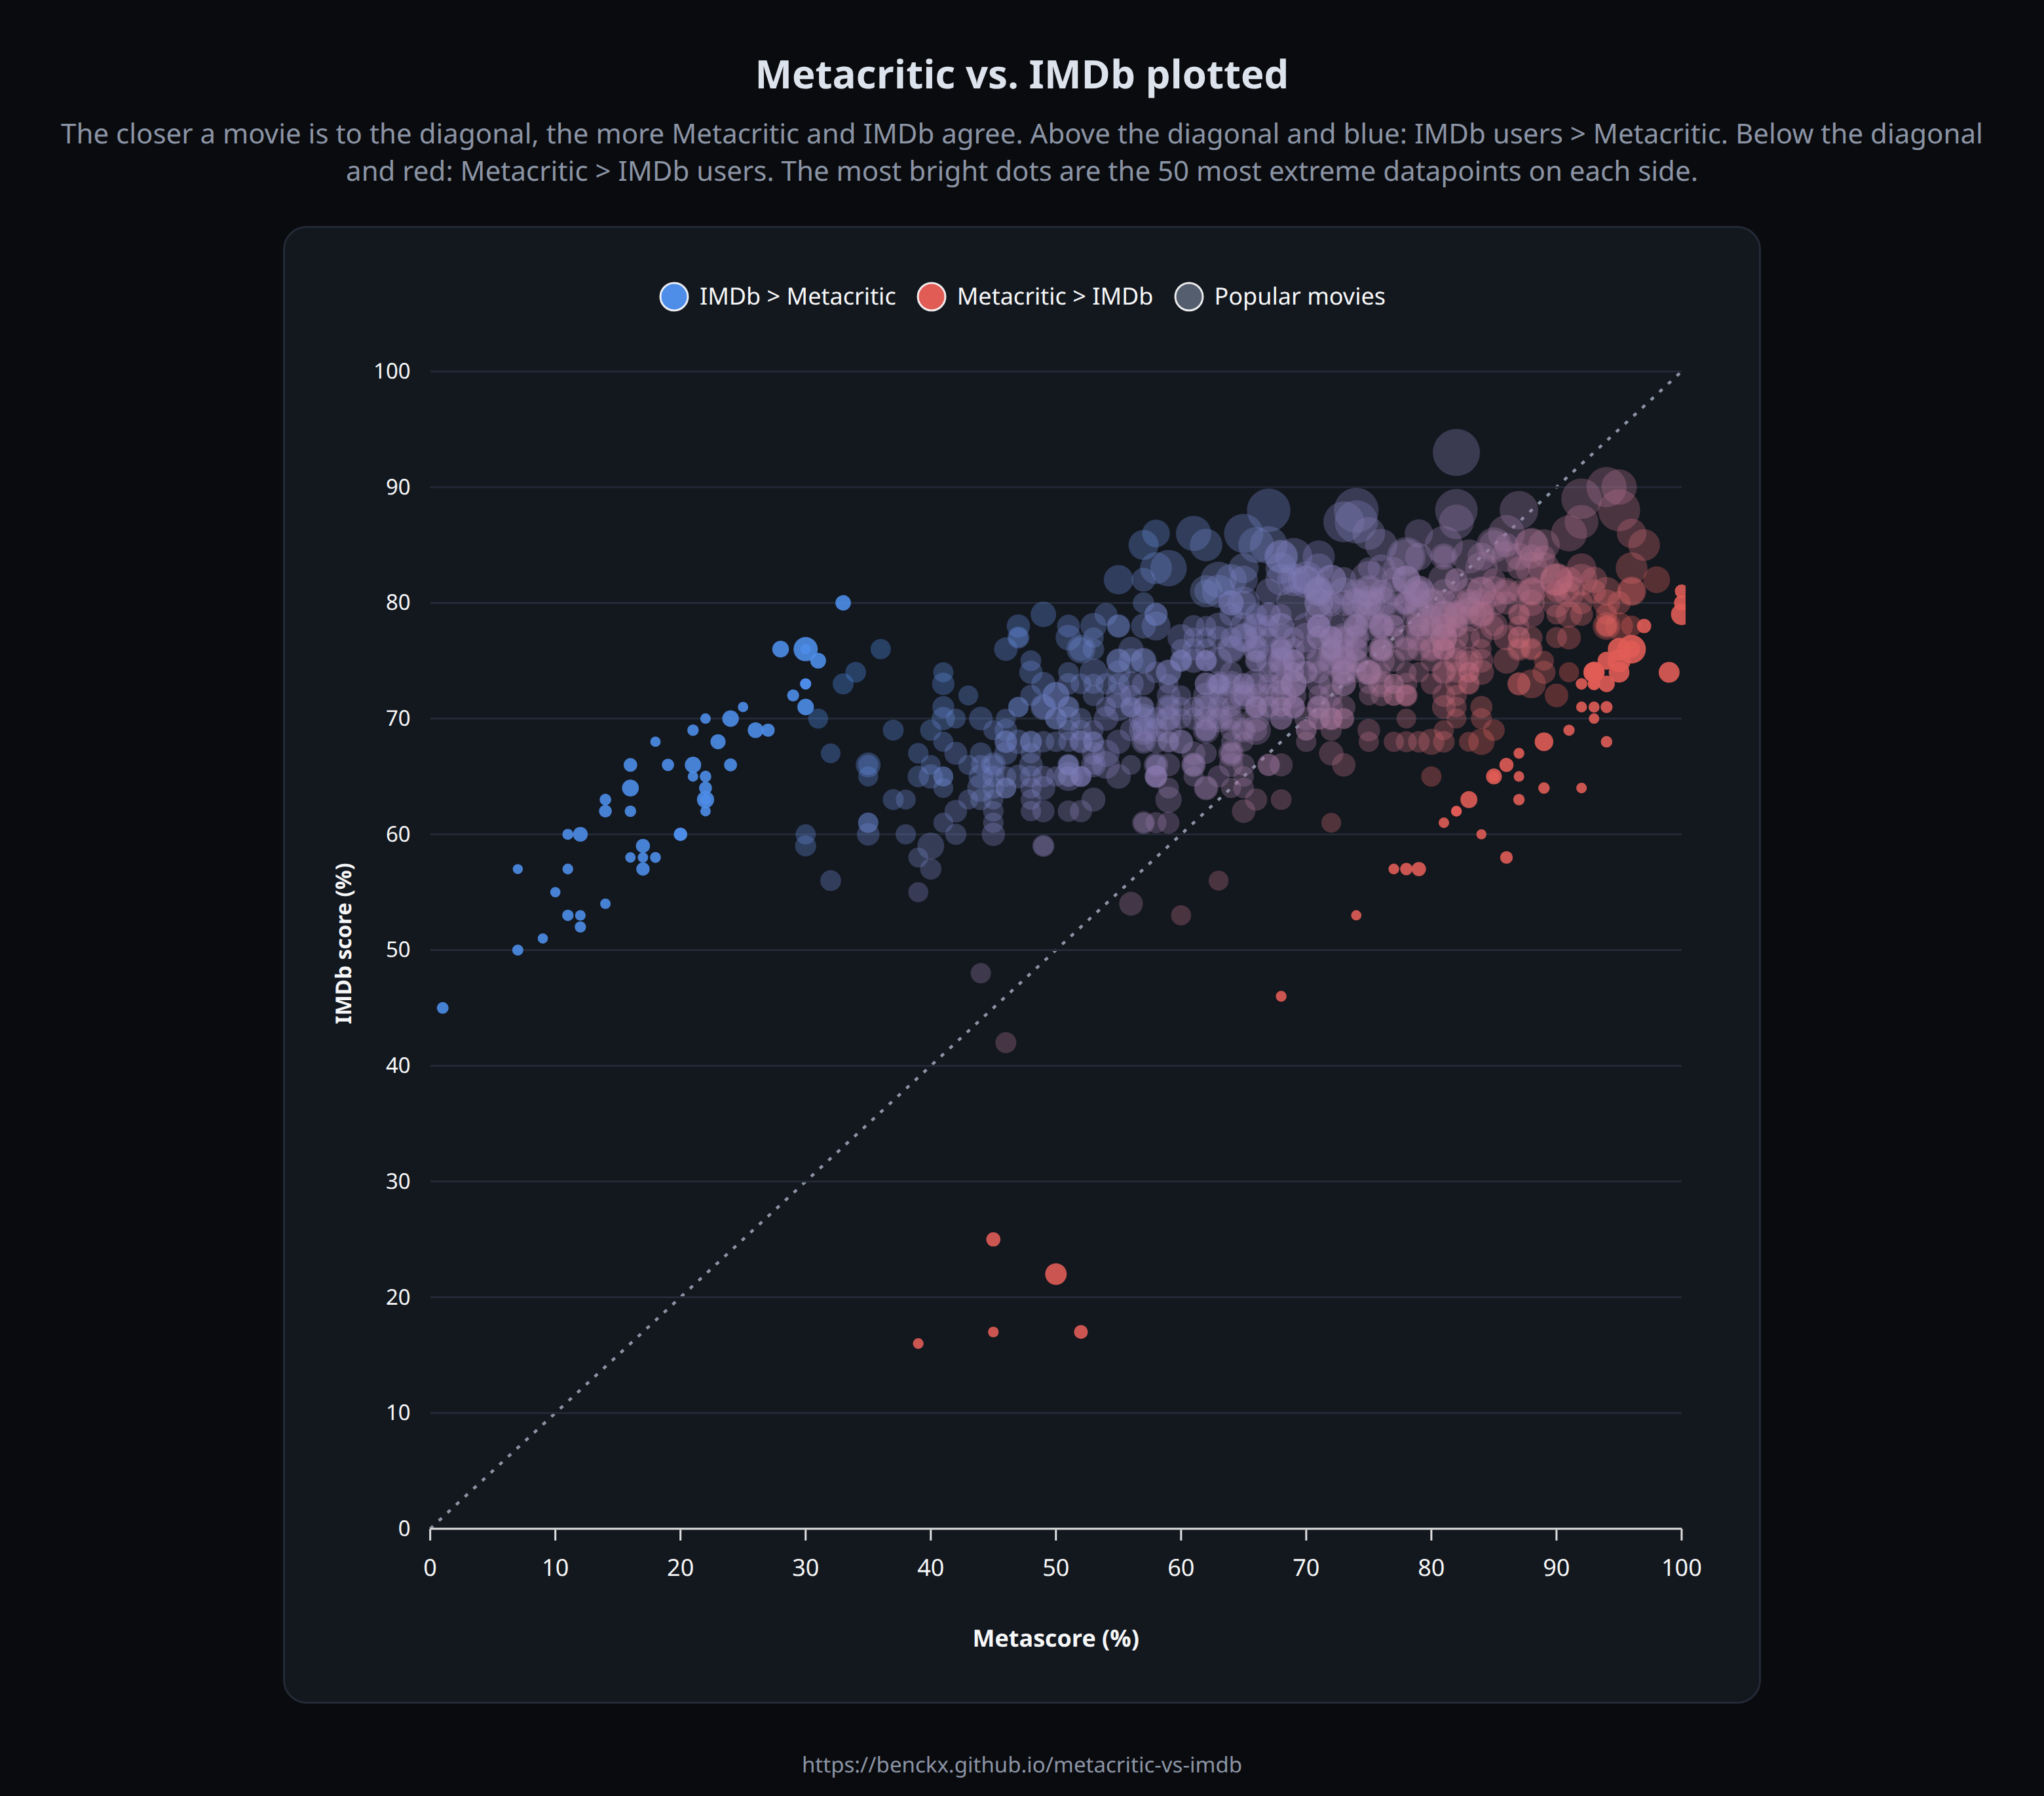 Metacritic vs. IMDb plotted
The closer a movie is to the diagonal, the more Metacritic and IMDb agree. Above the diagonal and blue: IMDb users > Metacritic. Below the diagonal
and red: Metacritic > IMDb users. The most bright dots are the 50 most extreme datapoints on each side.
IMDb > Metacritic Metacritic > IMDb Popular movies
100
90
80
70
60
50
40
30
20
10
0
IMDb score (%)
0 10 20 30 40 50 60 70 80 90 100
Metascore (%)
https://benckx.github.io/metacritic-vs-imdb